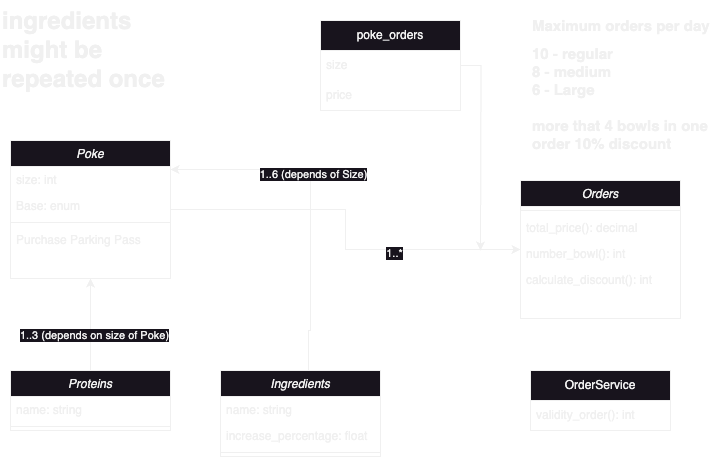 ingredients
might be
repeated once
poke_orders
size
price
Maximum orders per day
10 - regular
8 - medium
6 - Large
more that 4 bowls in one
order 10% discount
Poke
size: int
Base: enum
Purchase Parking Pass
1..6 (depends of Size)
Orders
total_price(): decimal
number_bowl(): int
calculate_discount(): int
1..*
1..3 (depends on size of Poke)
Proteins
name: string
Ingredients
name: string
increase_percentage: float
OrderService
validity_order(): int